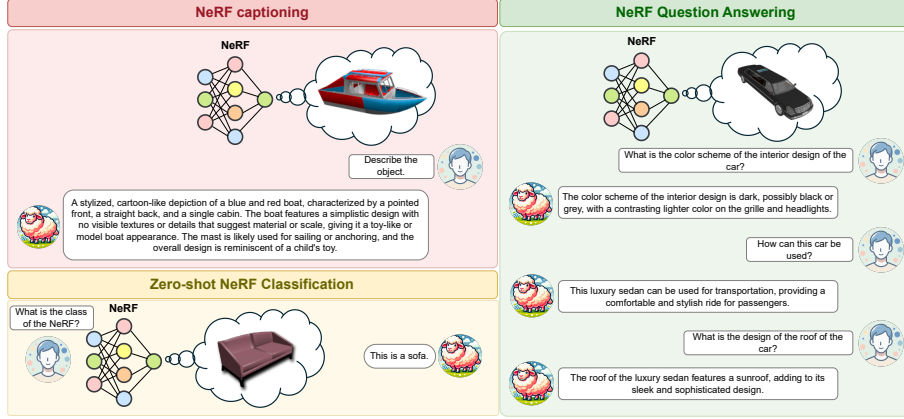 NeRF captioning
NeRF
Describe the
object.
A stylized, cartoon-like depiction of a blue and red boat, characterized by a pointed
front, a straight back, and a single cabin. The boat features a simplistic design with
no visible textures or details that suggest material or scale, giving it a toy-like or
model boat appearance. The mast is likely used for sailing or anchoring, and the
overall design is reminiscent of a child's toy.
Zero-shot NeRF Classification
What is the class
of the NeRF?
NeRF
This is a sofa.
NeRF Question Answering
NeRF
What is the color scheme of the interior design of the
car?
The color scheme of the interior design is dark, possibly black or
grey, with a contrasting lighter color on the grille and headlights.
How can this car be
used?
This luxury sedan can be used for transportation, providing a
comfortable and stylish ride for passengers.
What is the design of the roof of the
car?
The roof of the luxury sedan features a sunroof, adding to its
sleek and sophisticated design.